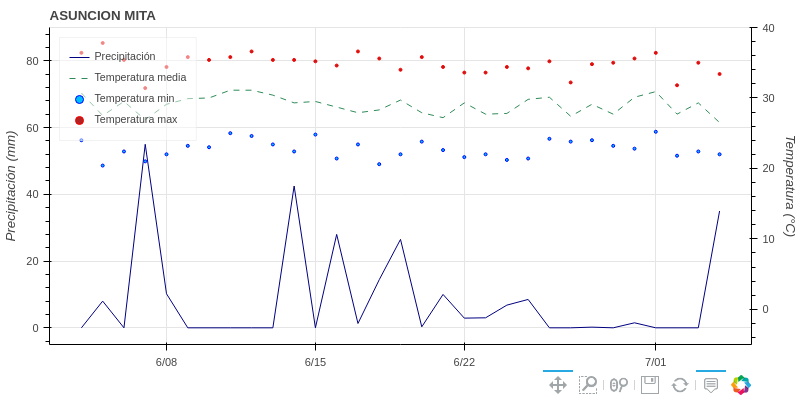 ASUNCION MITA
Precipitación
Temperatura media
Temperatura min
Temperatura max
Precipitación (mm)
80
60
40
20
0
Temperatura (°C)
40
30
20
10
0
6/08
6/15
6/22
7/01